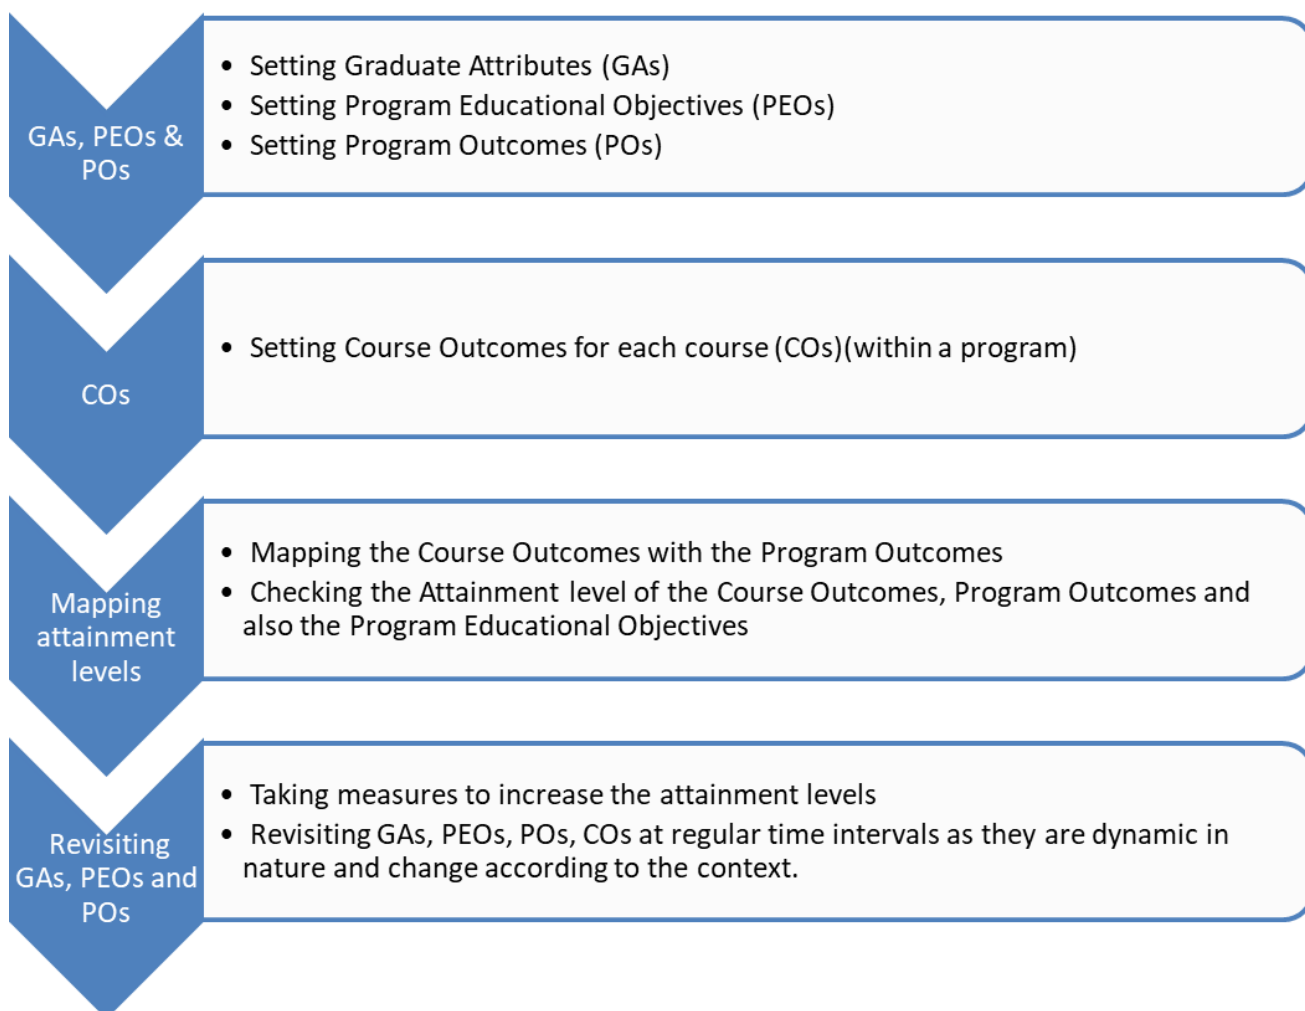 GAs, PEOs &
POs
• Setting Graduate Attributes (GAs)
• Setting Program Educational Objectives (PEOs)
• Setting Program Outcomes (POs)
COs
• Setting Course Outcomes for each course (COs)(within a program)
Mapping
attainment
levels
• Mapping the Course Outcomes with the Program Outcomes
• Checking the Attainment level of the Course Outcomes, Program Outcomes and
also the Program Educational Objectives
Revisiting
GAs, PEOs and
POs
• Taking measures to increase the attainment levels
• Revisiting GAs, PEOs, POs, COs at regular time intervals as they are dynamic in
nature and change according to the context.